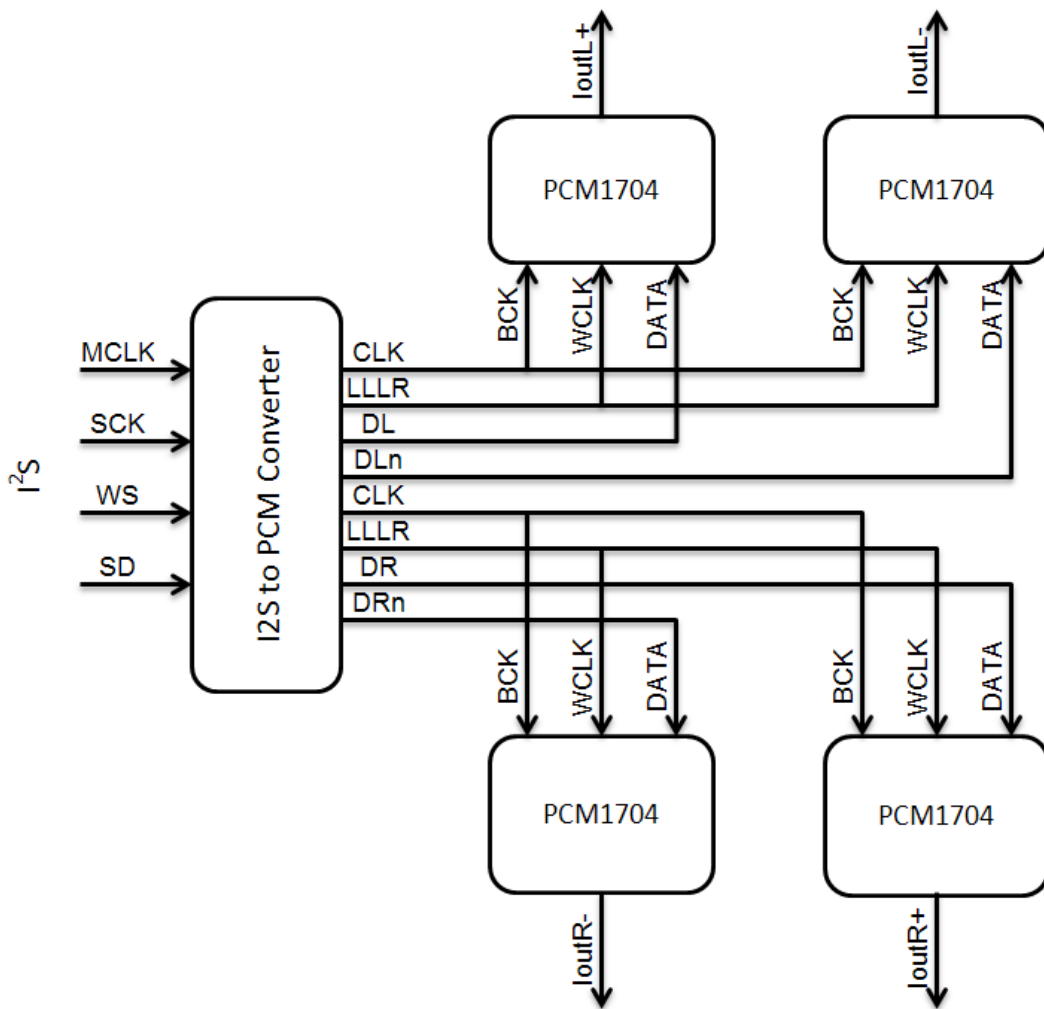 IoutL+
IoutL-
PCM1704
PCM1704
BCK
WCLK
DATA
BCK
WCLK
DATA
I²S
MCLK
SCK
WS
SD
I2S to PCM Converter
CLK
LLLR
DL
DLn
CLK
LLLR
DR
DRn
BCK
WCLK
DATA
BCK
WCLK
DATA
PCM1704
PCM1704
IoutR-
IoutR+